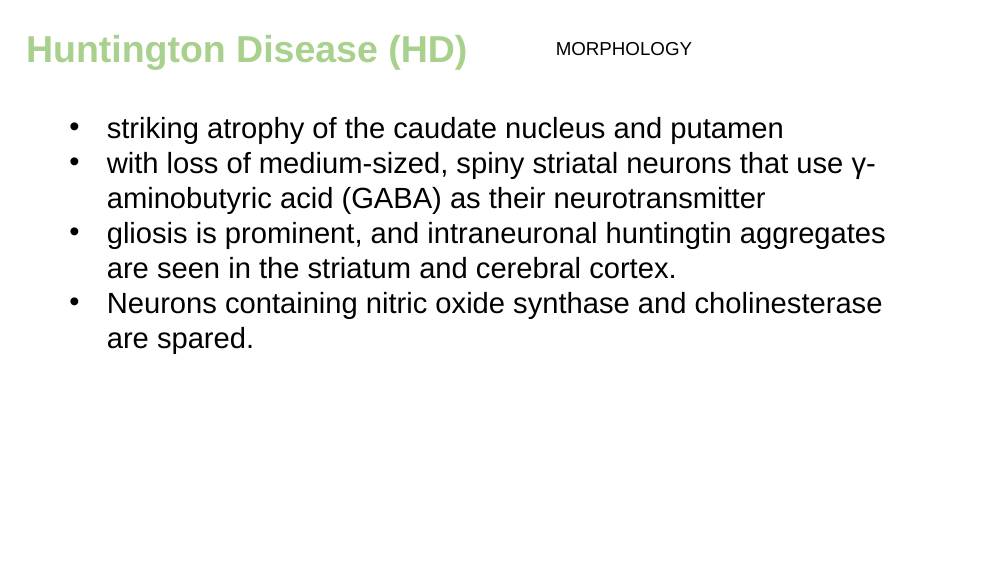 Huntington Disease (HD)
MORPHOLOGY
• striking atrophy of the caudate nucleus and putamen
• with loss of medium-sized, spiny striatal neurons that use γ-
aminobutyric acid (GABA) as their neurotransmitter
• gliosis is prominent, and intraneuronal huntingtin aggregates
are seen in the striatum and cerebral cortex.
• Neurons containing nitric oxide synthase and cholinesterase
are spared.